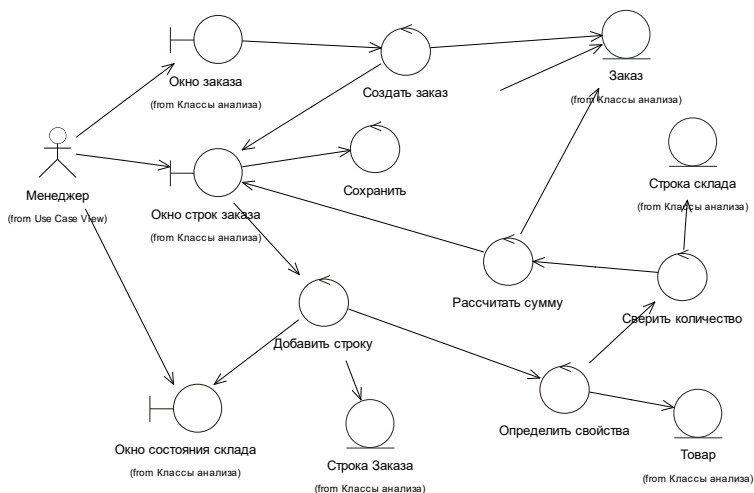 Окно заказа
(from Классы анализа)
Создать заказ
Заказ
(from Классы анализа)
Менеджер
(from Use Case View)
Окно строк заказа
(from Классы анализа)
Сохранить
Строка склада
(from Классы анализа)
Рассчитать сумму
Сверить количество
Добавить строку
Окно состояния склада
(from Классы анализа)
Строка Заказа
(from Классы анализа)
Определить свойства
Товар
(from Классы анализа)